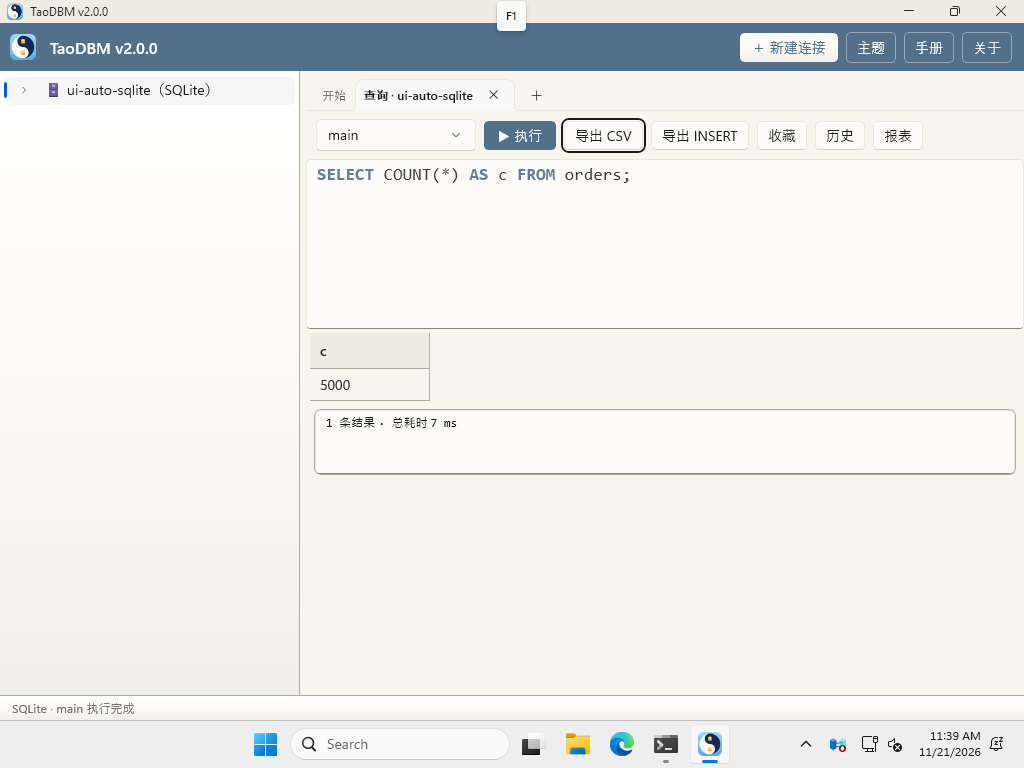 TaoDBM v2.0.0
F1
TaoDBM v2.0.0
+ 新建连接
主题
手册
关于
ui-auto-sqlite（SQLite）
开始
查询 · ui-auto-sqlite
main
执行
导出 CSV
导出 INSERT
收藏
历史
报表
SELECT COUNT(*) AS c FROM orders;
c
5000
1 条结果 · 总耗时 7 ms
SQLite · main 执行完成
Search
11:39 AM
11/21/2026